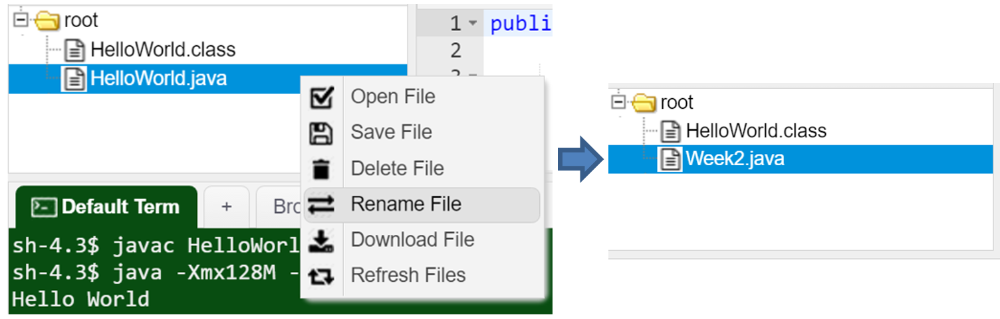 root
HelloWorld.class
HelloWorld.java
1 publi
2
Open File
Save File
Delete File
Rename File
Download File
Refresh Files
Default Term
+
sh-4.3$ javac HelloWorl
sh-4.3$ java -Xmx128M -
Hello World
root
HelloWorld.class
Week2.java